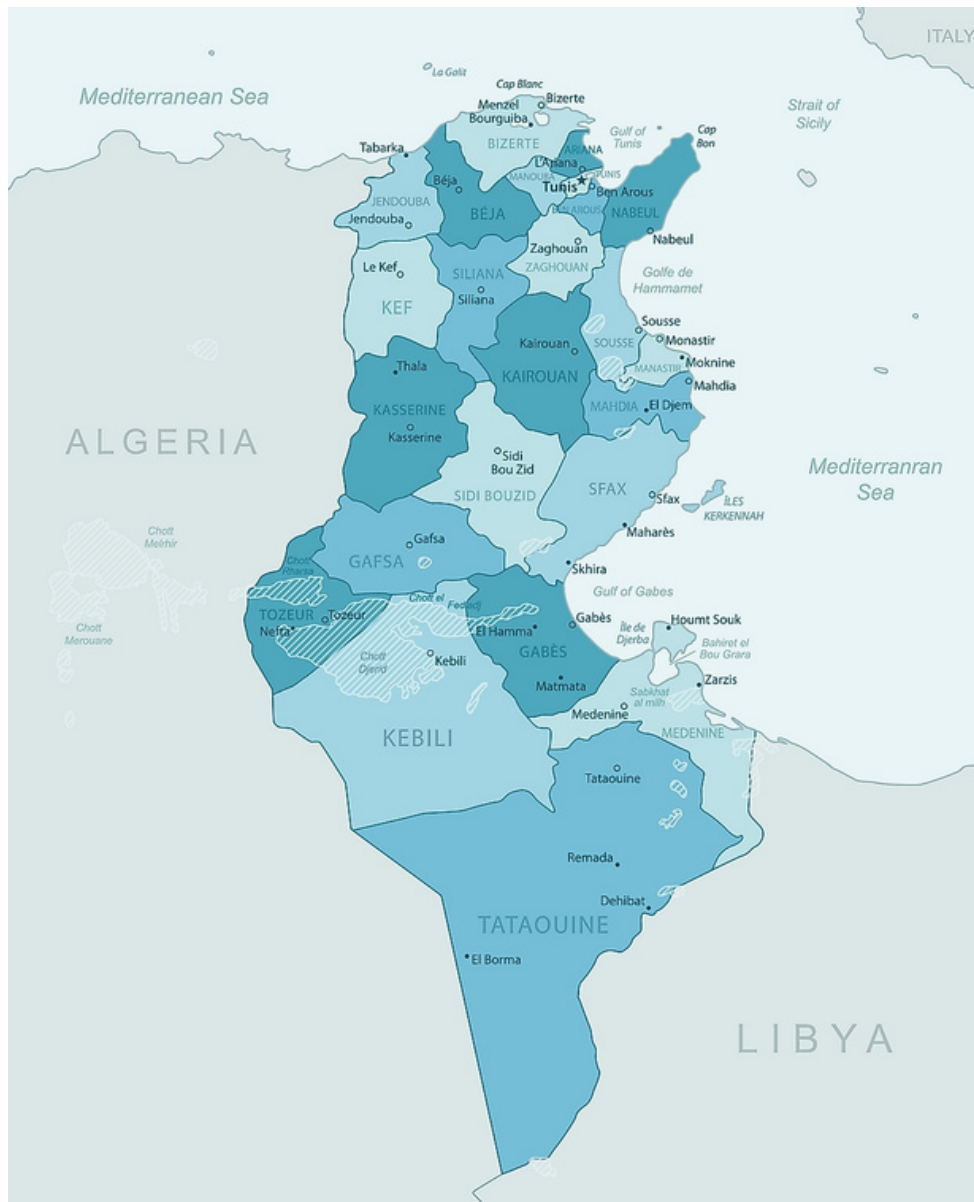 ITALY
La Galit
Cap Blanc
Bizerte
Mediterranean Sea
Menzel
Bourguiba
Strait of
Sicily
Gulf of
Tunis
Cap
Bon
BIZERTE
Tabarka
ARIANA
L'Ariana
MANOUBA
TUNIS
Tunis
Béja
Ben Arous
JENDOUBA
BEN AROUS
NABEUL
BÉJA
Jendouba
Nabeul
Zaghouan
ZAGHOUAN
Le Kef
SILIANA
Golfe de
Hammamet
Siliana
KEF
Sousse
Kairouan
SOUSSE
Monastir
Moknine
Thala
MANASTIR
KAIROUAN
Mahdia
KASSERINE
MAHDIA
El Djem
Kasserine
ALGERIA
Sidi
Bou Zid
Mediterranran
Sea
SIDI BOUZID
SFAX
Sfax
ÎLES
KERKENNAH
Chott
Melrhir
Maharès
Gafsa
GAFSA
Chott
Rharsa
Skhira
Gulf of Gabes
Chott el
Fedjadj
TOZEUR
Tozeur
Nefta
Chott
Merouane
El Hamma
Gabès
Île de
Djerba
Houmt Souk
Bahiret el
Bou Grara
GABÈS
Chott
Djerid
Kebili
Matmata
Zarzis
Sabkhat
al milh
Medenine
MEDENINE
KEBILI
Tataouine
Remada
Dehibat
TATAOUINE
El Borma
LIBYA